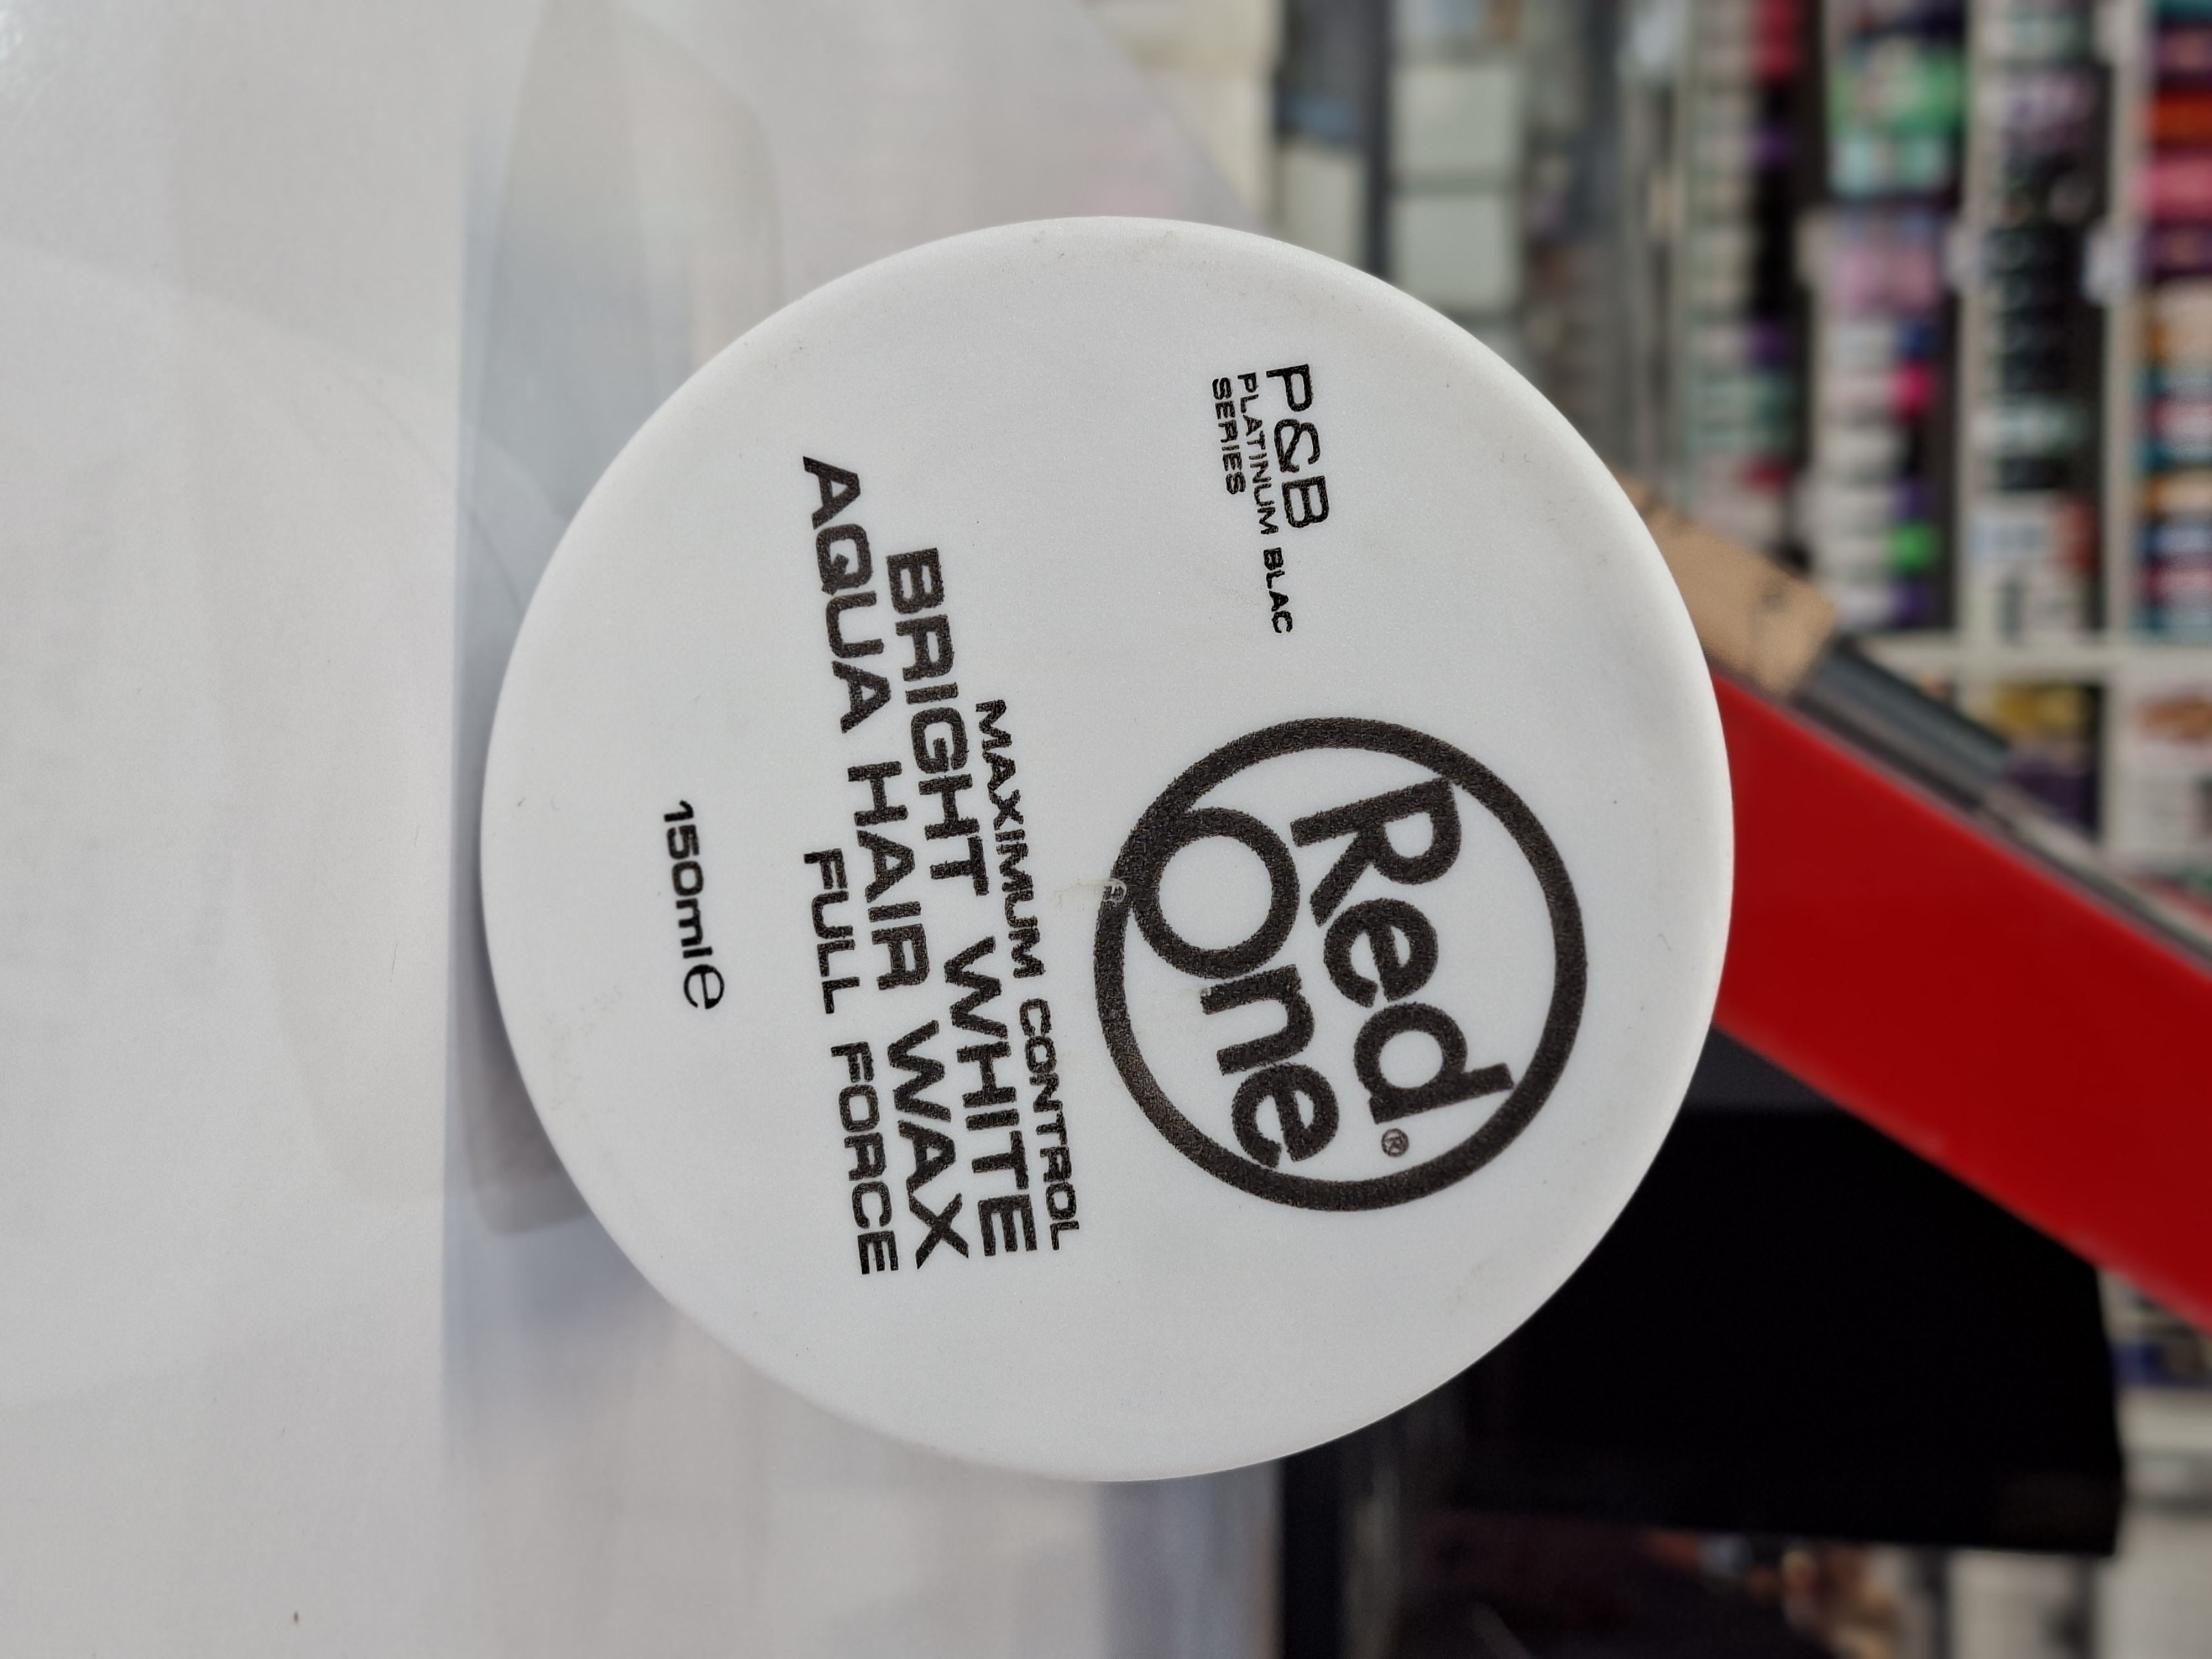 P&B
PLATINUM BLAC
SERIES
Red®
One
MAXIMUM CONTROL
BRIGHT WHITE
AQUA HAIR WAX
FULL FORCE
150ml e